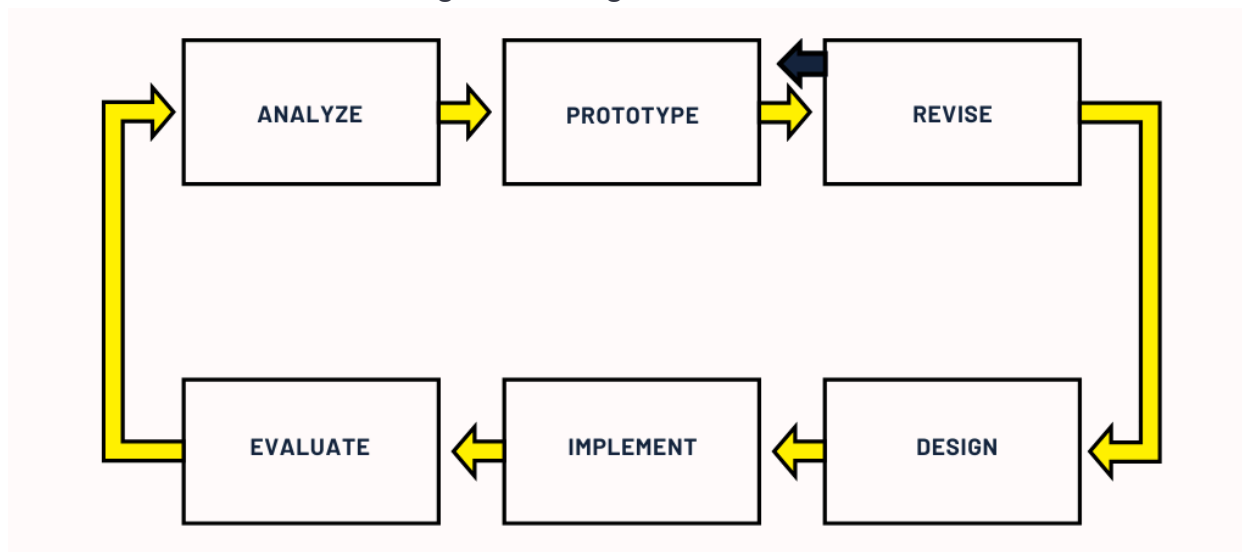 ANALYZE
PROTOTYPE
REVISE
EVALUATE
IMPLEMENT
DESIGN